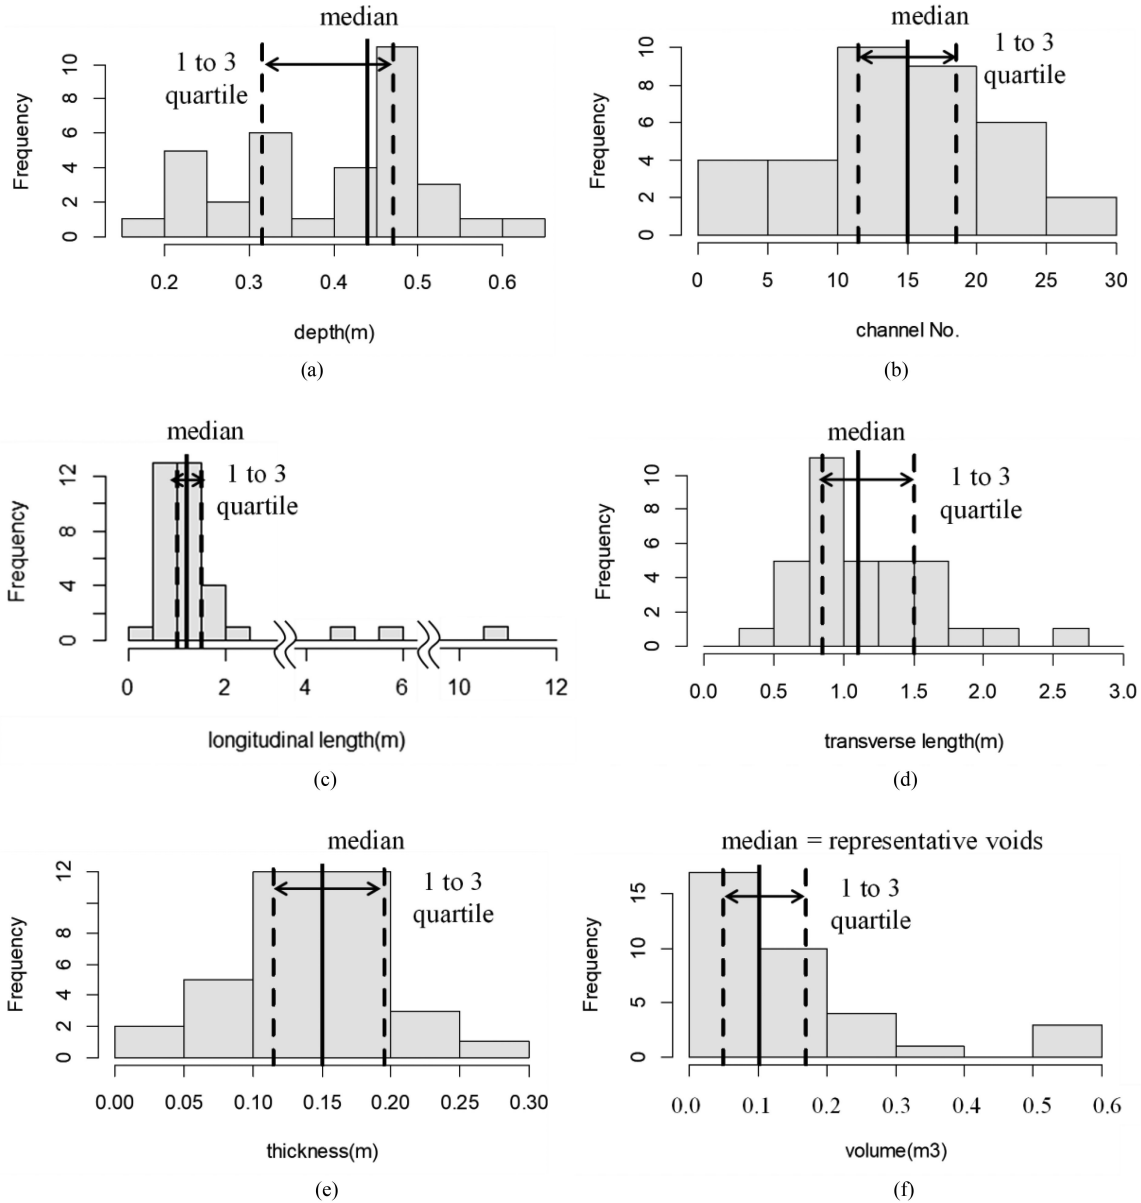 median
1 to 3
quartile
Frequency
10
8
6
4
2
0
0.2 0.3 0.4 0.5 0.6
depth(m)
(a)
median
1 to 3
quartile
Frequency
10
8
6
4
2
0
0 5 10 15 20 25 30
channel No.
(b)
median
1 to 3
quartile
Frequency
12
8
4
0
0 2 4 6 10 12
longitudinal length(m)
(c)
median
1 to 3
quartile
Frequency
10
8
6
4
2
0
0.0 0.5 1.0 1.5 2.0 2.5 3.0
transverse length(m)
(d)
median
1 to 3
quartile
Frequency
12
8
6
4
2
0
0.00 0.05 0.10 0.15 0.20 0.25 0.30
thickness(m)
(e)
median = representative voids
1 to 3
quartile
Frequency
15
10
5
0
0.0 0.1 0.2 0.3 0.4 0.5 0.6
volume(m3)
(f)